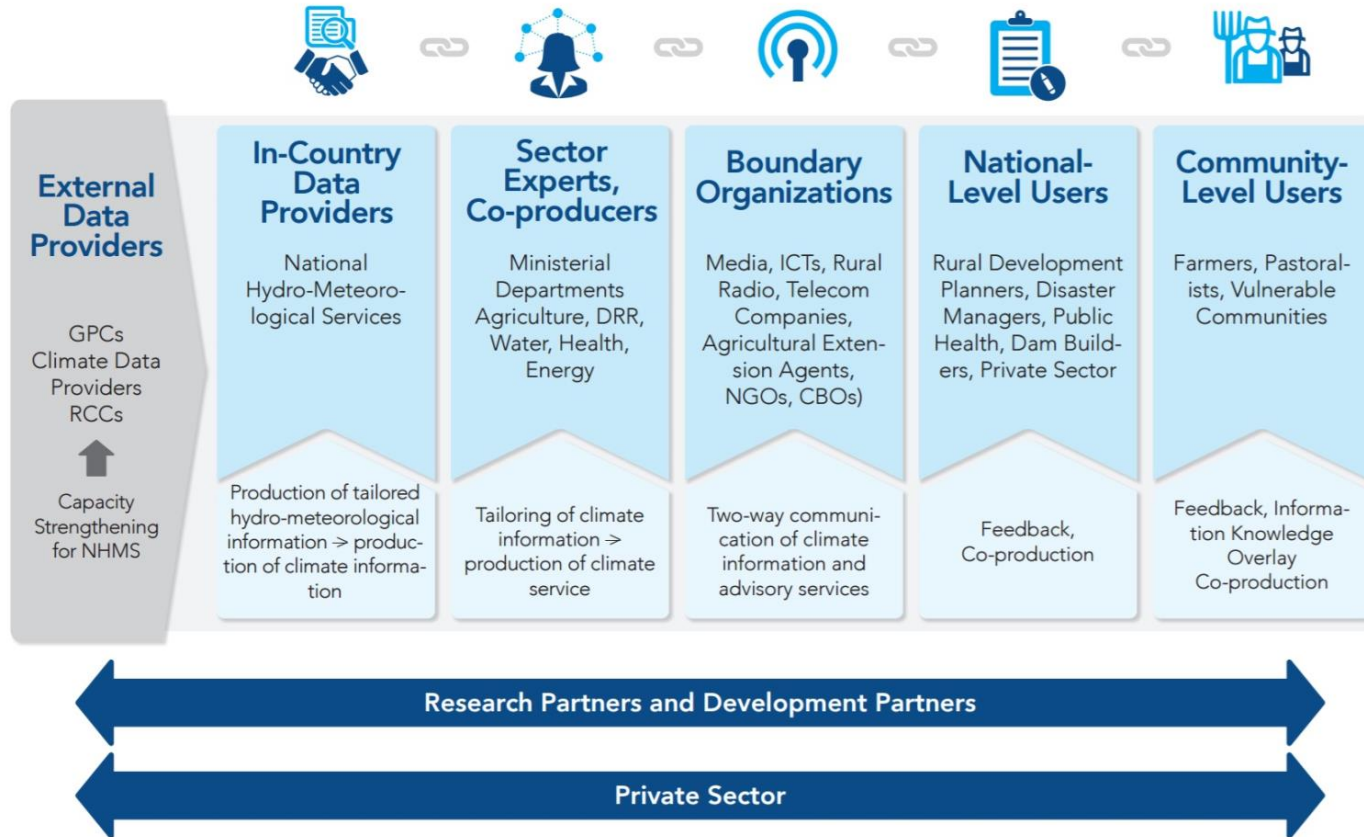 External
Data
Providers
GPCs
Climate Data
Providers
RCCs
Capacity
Strengthening
for NHMS
In-Country
Data
Providers
National
Hydro-Meteoro-
logical Services
Production of tailored
hydro-meteorological
information → produc-
tion of climate informa-
tion
Sector
Experts,
Co-producers
Ministerial
Departments
Agriculture, DRR,
Water, Health,
Energy
Tailoring of climate
information →
production of climate
service
Boundary
Organizations
Media, ICTs, Rural
Radio, Telecom
Companies,
Agricultural Exten-
sion Agents,
NGOs, CBOs)
Two-way communi-
cation of climate
information and
advisory services
National-
Level Users
Rural Development
Planners, Disaster
Managers, Public
Health, Dam Build-
ers, Private Sector
Feedback,
Co-production
Community-
Level Users
Farmers, Pastoral-
ists, Vulnerable
Communities
Feedback, Informa-
tion Knowledge
Overlay
Co-production
Research Partners and Development Partners
Private Sector